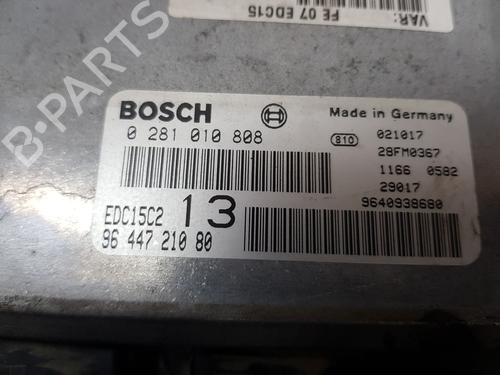 VAR:
FE 07 EDC15
B-PARTS
BOSCH
Made in Germany
0 281 010 808
810
021017
28FM0367
1166 0582
29017
9640938680
EDC15C2
13
96 447 210 80